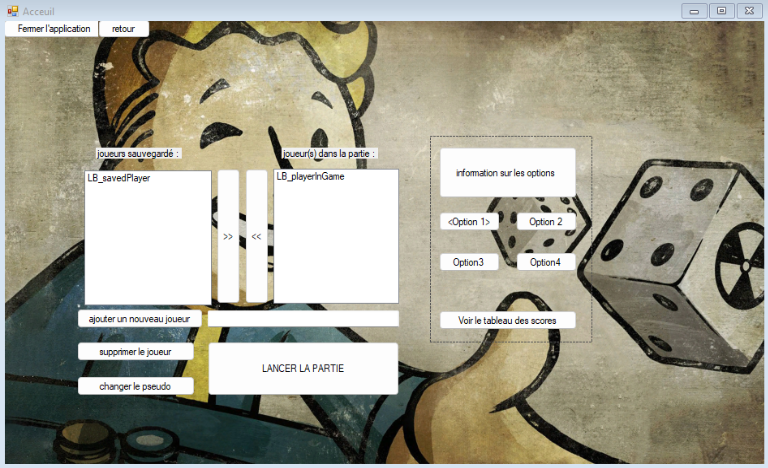 Acceuil
Fermer l'application
retour
joueurs sauvegardé :
joueur(s) dans la partie :
LB_savedPlayer
LB_playerInGame
>>
<<
information sur les options
<Option 1>
Option 2
Option3
Option4
ajouter un nouveau joueur
Voir le tableau des scores
supprimer le joueur
LANCER LA PARTIE
changer le pseudo